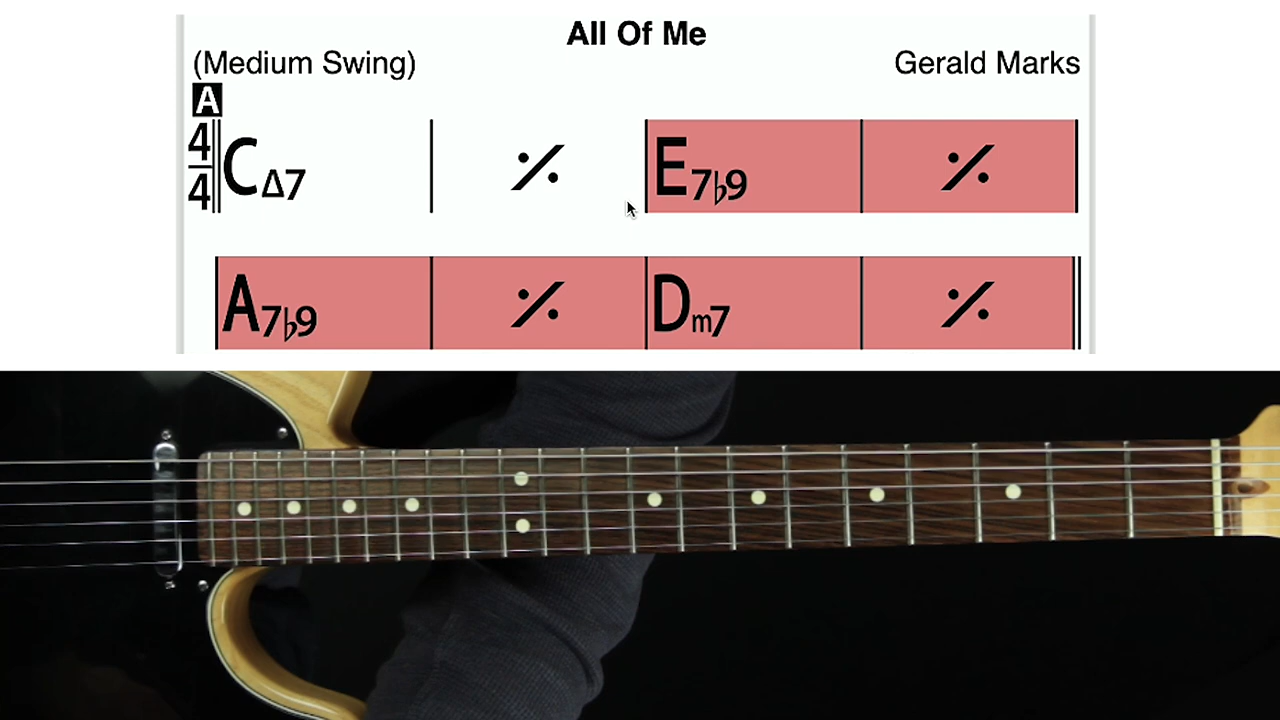 All Of Me
(Medium Swing) Gerald Marks
A
4/4 CΔ7 | 𝄎 | E7♭9 | 𝄎
A7♭9 | 𝄎 | Dm7 | 𝄎